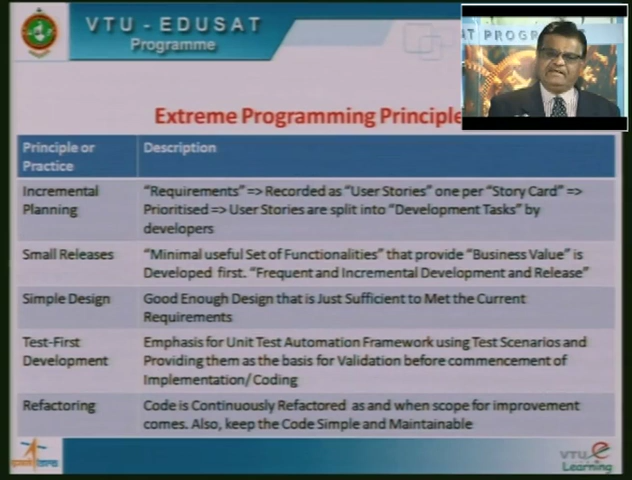 VTU - EDUSAT
Programme
AT PROGR
Extreme Programming Principle
Principle or
Practice
Description
Incremental
Planning
“Requirements” => Recorded as “User Stories” one per “Story Card” =>
Prioritised => User Stories are split into “Development Tasks” by
developers
Small Releases
“Minimal useful Set of Functionalities” that provide “Business Value” is
Developed first. “Frequent and Incremental Development and Release”
Simple Design
Good Enough Design that is Just Sufficient to Met the Current
Requirements
Test-First
Development
Emphasis for Unit Test Automation Framework using Test Scenarios and
Providing them as the basis for Validation before commencement of
Implementation/ Coding
Refactoring
Code is Continuously Refactored as and when scope for improvement
comes. Also, keep the Code Simple and Maintainable
VTU e
Learning